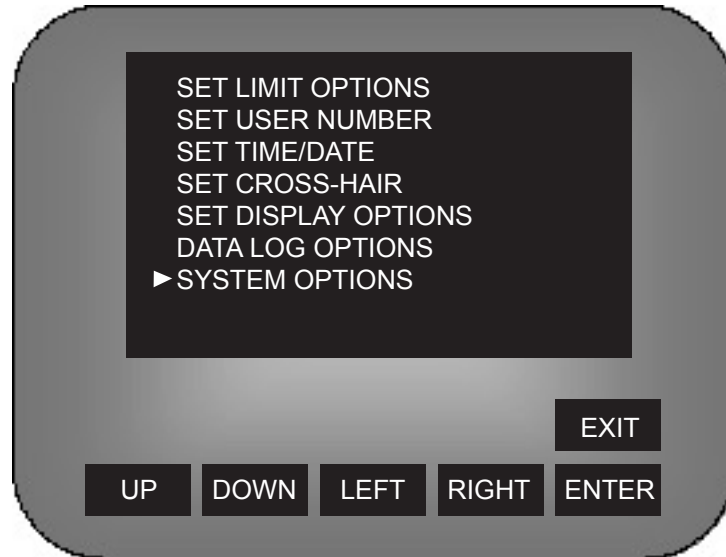 SET LIMIT OPTIONS
SET USER NUMBER
SET TIME/DATE
SET CROSS-HAIR
SET DISPLAY OPTIONS
DATA LOG OPTIONS
►SYSTEM OPTIONS
EXIT
UP DOWN LEFT RIGHT ENTER